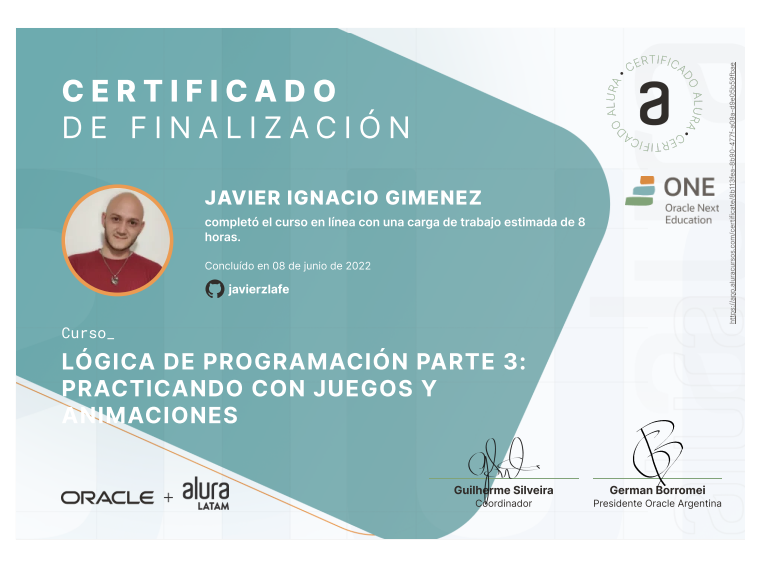 CERTIFICADO
DE FINALIZACIÓN
CERTIFICADO ALURA • CERTIFICADO ALURA •
a
ONE
Oracle Next
Education
JAVIER IGNACIO GIMENEZ
completó el curso en línea con una carga de trabajo estimada de 8
horas.
Concluído en 08 de junio de 2022
javierzlafe
Curso_
LÓGICA DE PROGRAMACIÓN PARTE 3:
PRACTICANDO CON JUEGOS Y
ANIMACIONES
ORACLE + alura
LATAM
Guilherme Silveira
Coordinador
German Borromei
Presidente Oracle Argentina